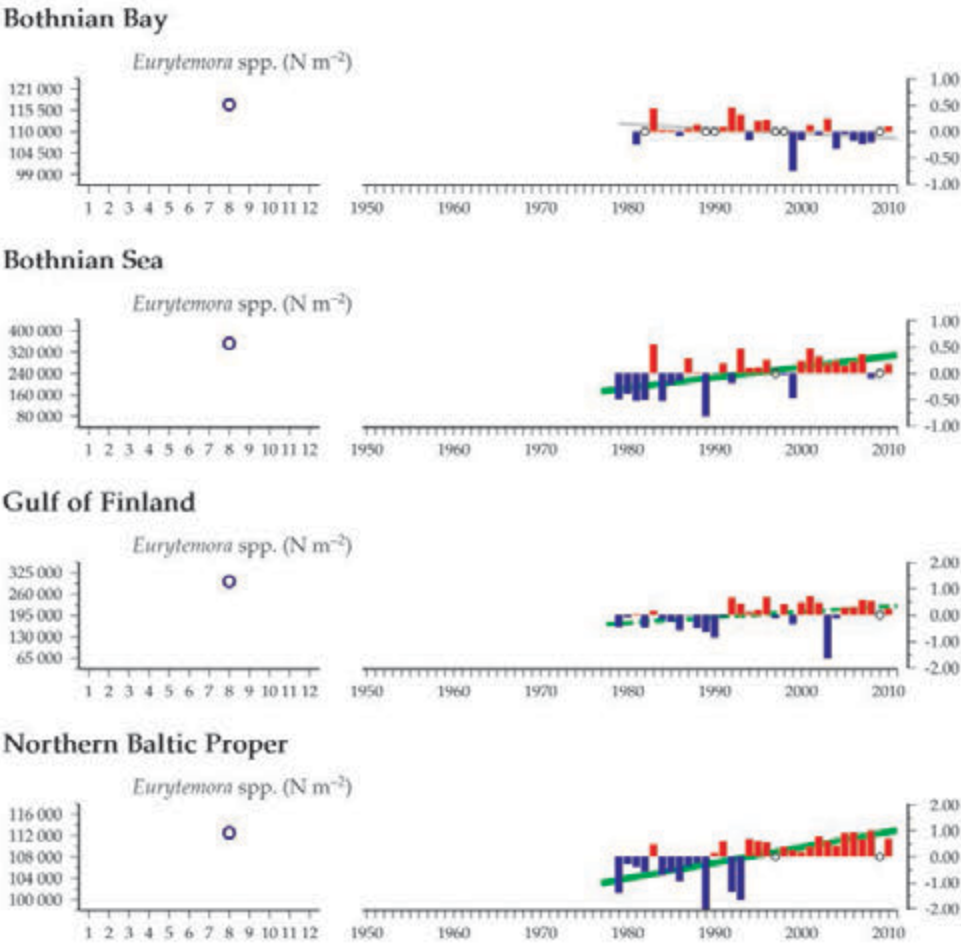 Bothnian Bay
Eurytemora spp. (N m⁻²)
121 000
115 500
110 000
104 500
99 000
1.00
0.50
0.00
-0.50
-1.00
1 2 3 4 5 6 7 8 9 10 11 12
1950 1960 1970 1980 1990 2000 2010
Bothnian Sea
Eurytemora spp. (N m⁻²)
400 000
320 000
240 000
160 000
80 000
1.00
0.50
0.00
-0.50
-1.00
1 2 3 4 5 6 7 8 9 10 11 12
1950 1960 1970 1980 1990 2000 2010
Gulf of Finland
Eurytemora spp. (N m⁻²)
325 000
260 000
195 000
130 000
65 000
2.00
1.00
0.00
-1.00
-2.00
1 2 3 4 5 6 7 8 9 10 11 12
1950 1960 1970 1980 1990 2000 2010
Northern Baltic Proper
Eurytemora spp. (N m⁻²)
116 000
112 000
108 000
104 000
100 000
2.00
1.00
0.00
-1.00
-2.00
1 2 3 4 5 6 7 8 9 10 11 12
1950 1960 1970 1980 1990 2000 2010